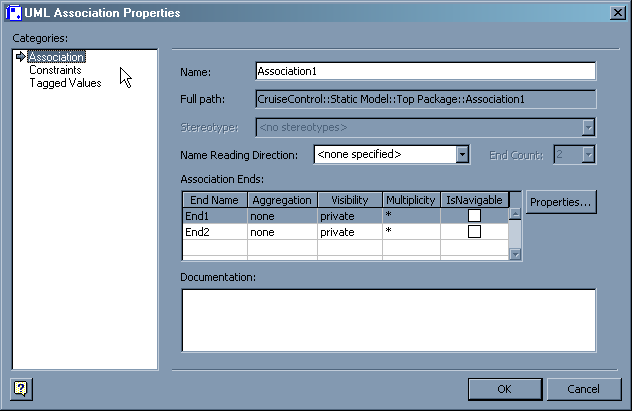 UML Association Properties
Categories:
Association
Constraints
Tagged Values
Name: Association1
Full path: CruiseControl::Static Model::Top Package::Association1
Stereotype: <no stereotypes>
Name Reading Direction: <none specified> End Count: 2
Association Ends:
End Name Aggregation Visibility Multiplicity IsNavigable
End1 none private *
End2 none private *
Properties...
Documentation:
OK Cancel